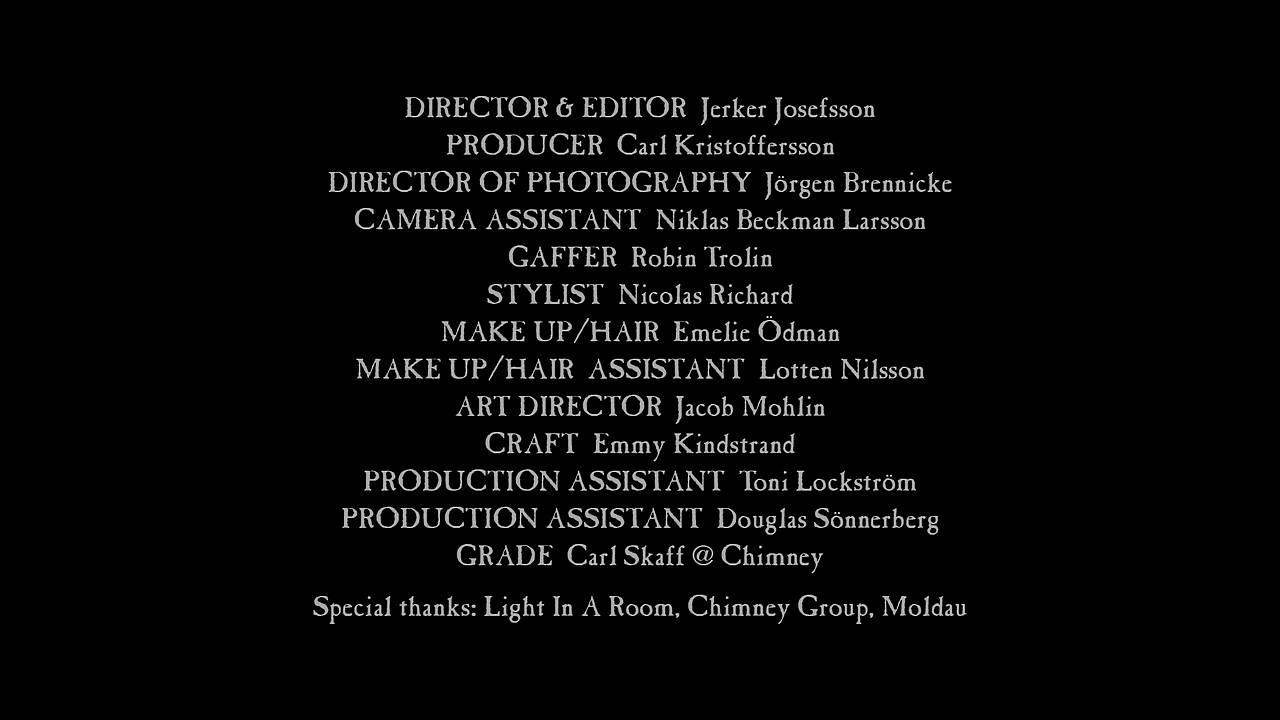 DIRECTOR & EDITOR Jerker Josefsson
PRODUCER Carl Kristoffersson
DIRECTOR OF PHOTOGRAPHY Jörgen Brennicke
CAMERA ASSISTANT Niklas Beckman Larsson
GAFFER Robin Trolin
STYLIST Nicolas Richard
MAKE UP/HAIR Emelie Ödman
MAKE UP/HAIR ASSISTANT Lotten Nilsson
ART DIRECTOR Jacob Mohlin
CRAFT Emmy Kindstrand
PRODUCTION ASSISTANT Toni Lockström
PRODUCTION ASSISTANT Douglas Sönnerberg
GRADE Carl Skaff @ Chimney
Special thanks: Light In A Room, Chimney Group, Moldau